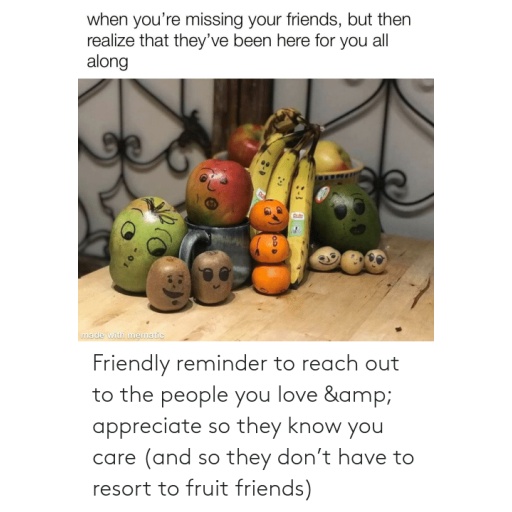 when you’re missing your friends, but then
realize that they’ve been here for you all
along
made with mematic
Friendly reminder to reach out
to the people you love &amp;
appreciate so they know you
care (and so they don’t have to
resort to fruit friends)